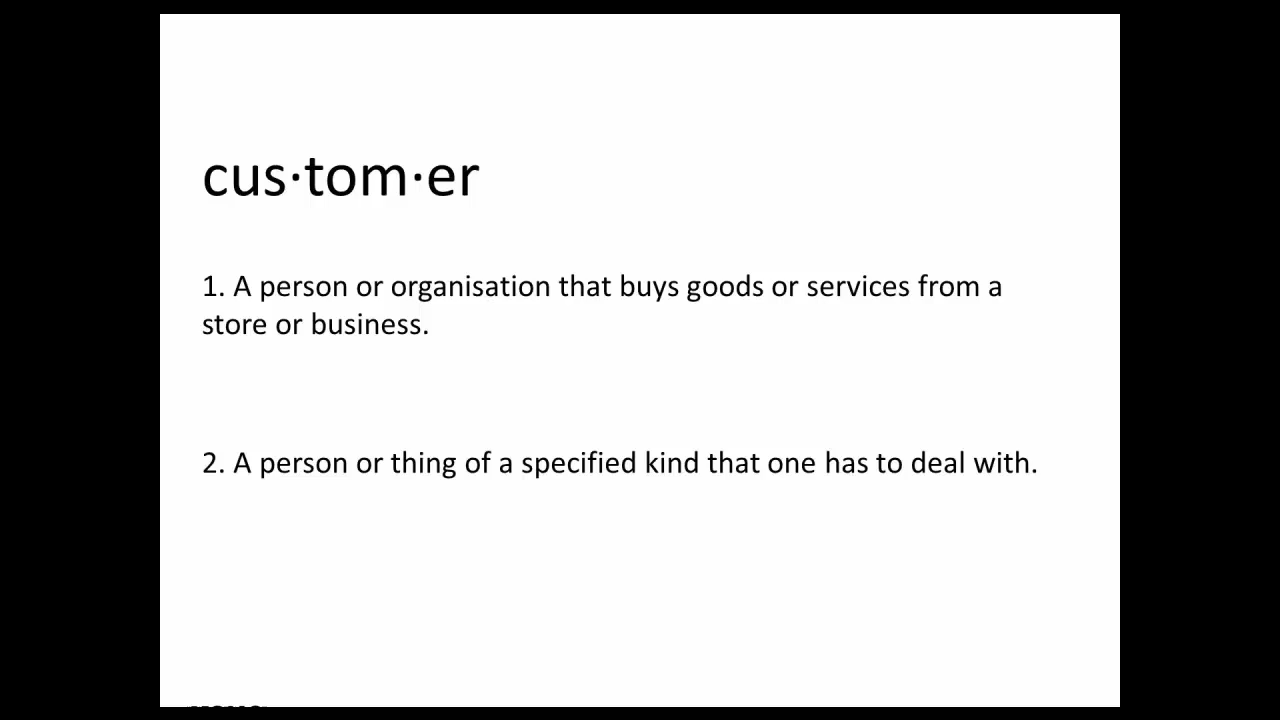 cus·tom·er
1. A person or organisation that buys goods or services from a
store or business.
2. A person or thing of a specified kind that one has to deal with.